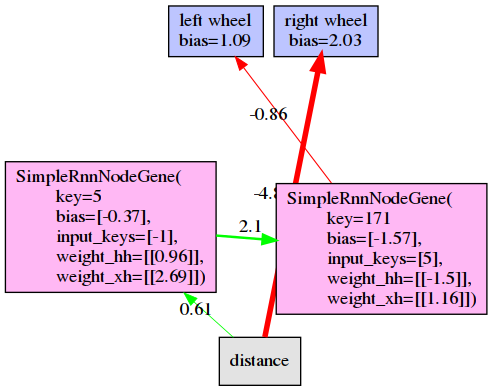 left wheel
bias=1.09
right wheel
bias=2.03
-0.86
SimpleRnnNodeGene(
key=5
bias=[-0.37],
input_keys=[-1],
weight_hh=[[0.96]],
weight_xh=[[2.69]])
2.1
SimpleRnnNodeGene(
key=171
bias=[-1.57],
input_keys=[5],
weight_hh=[[-1.5]],
weight_xh=[[1.16]])
0.61
distance